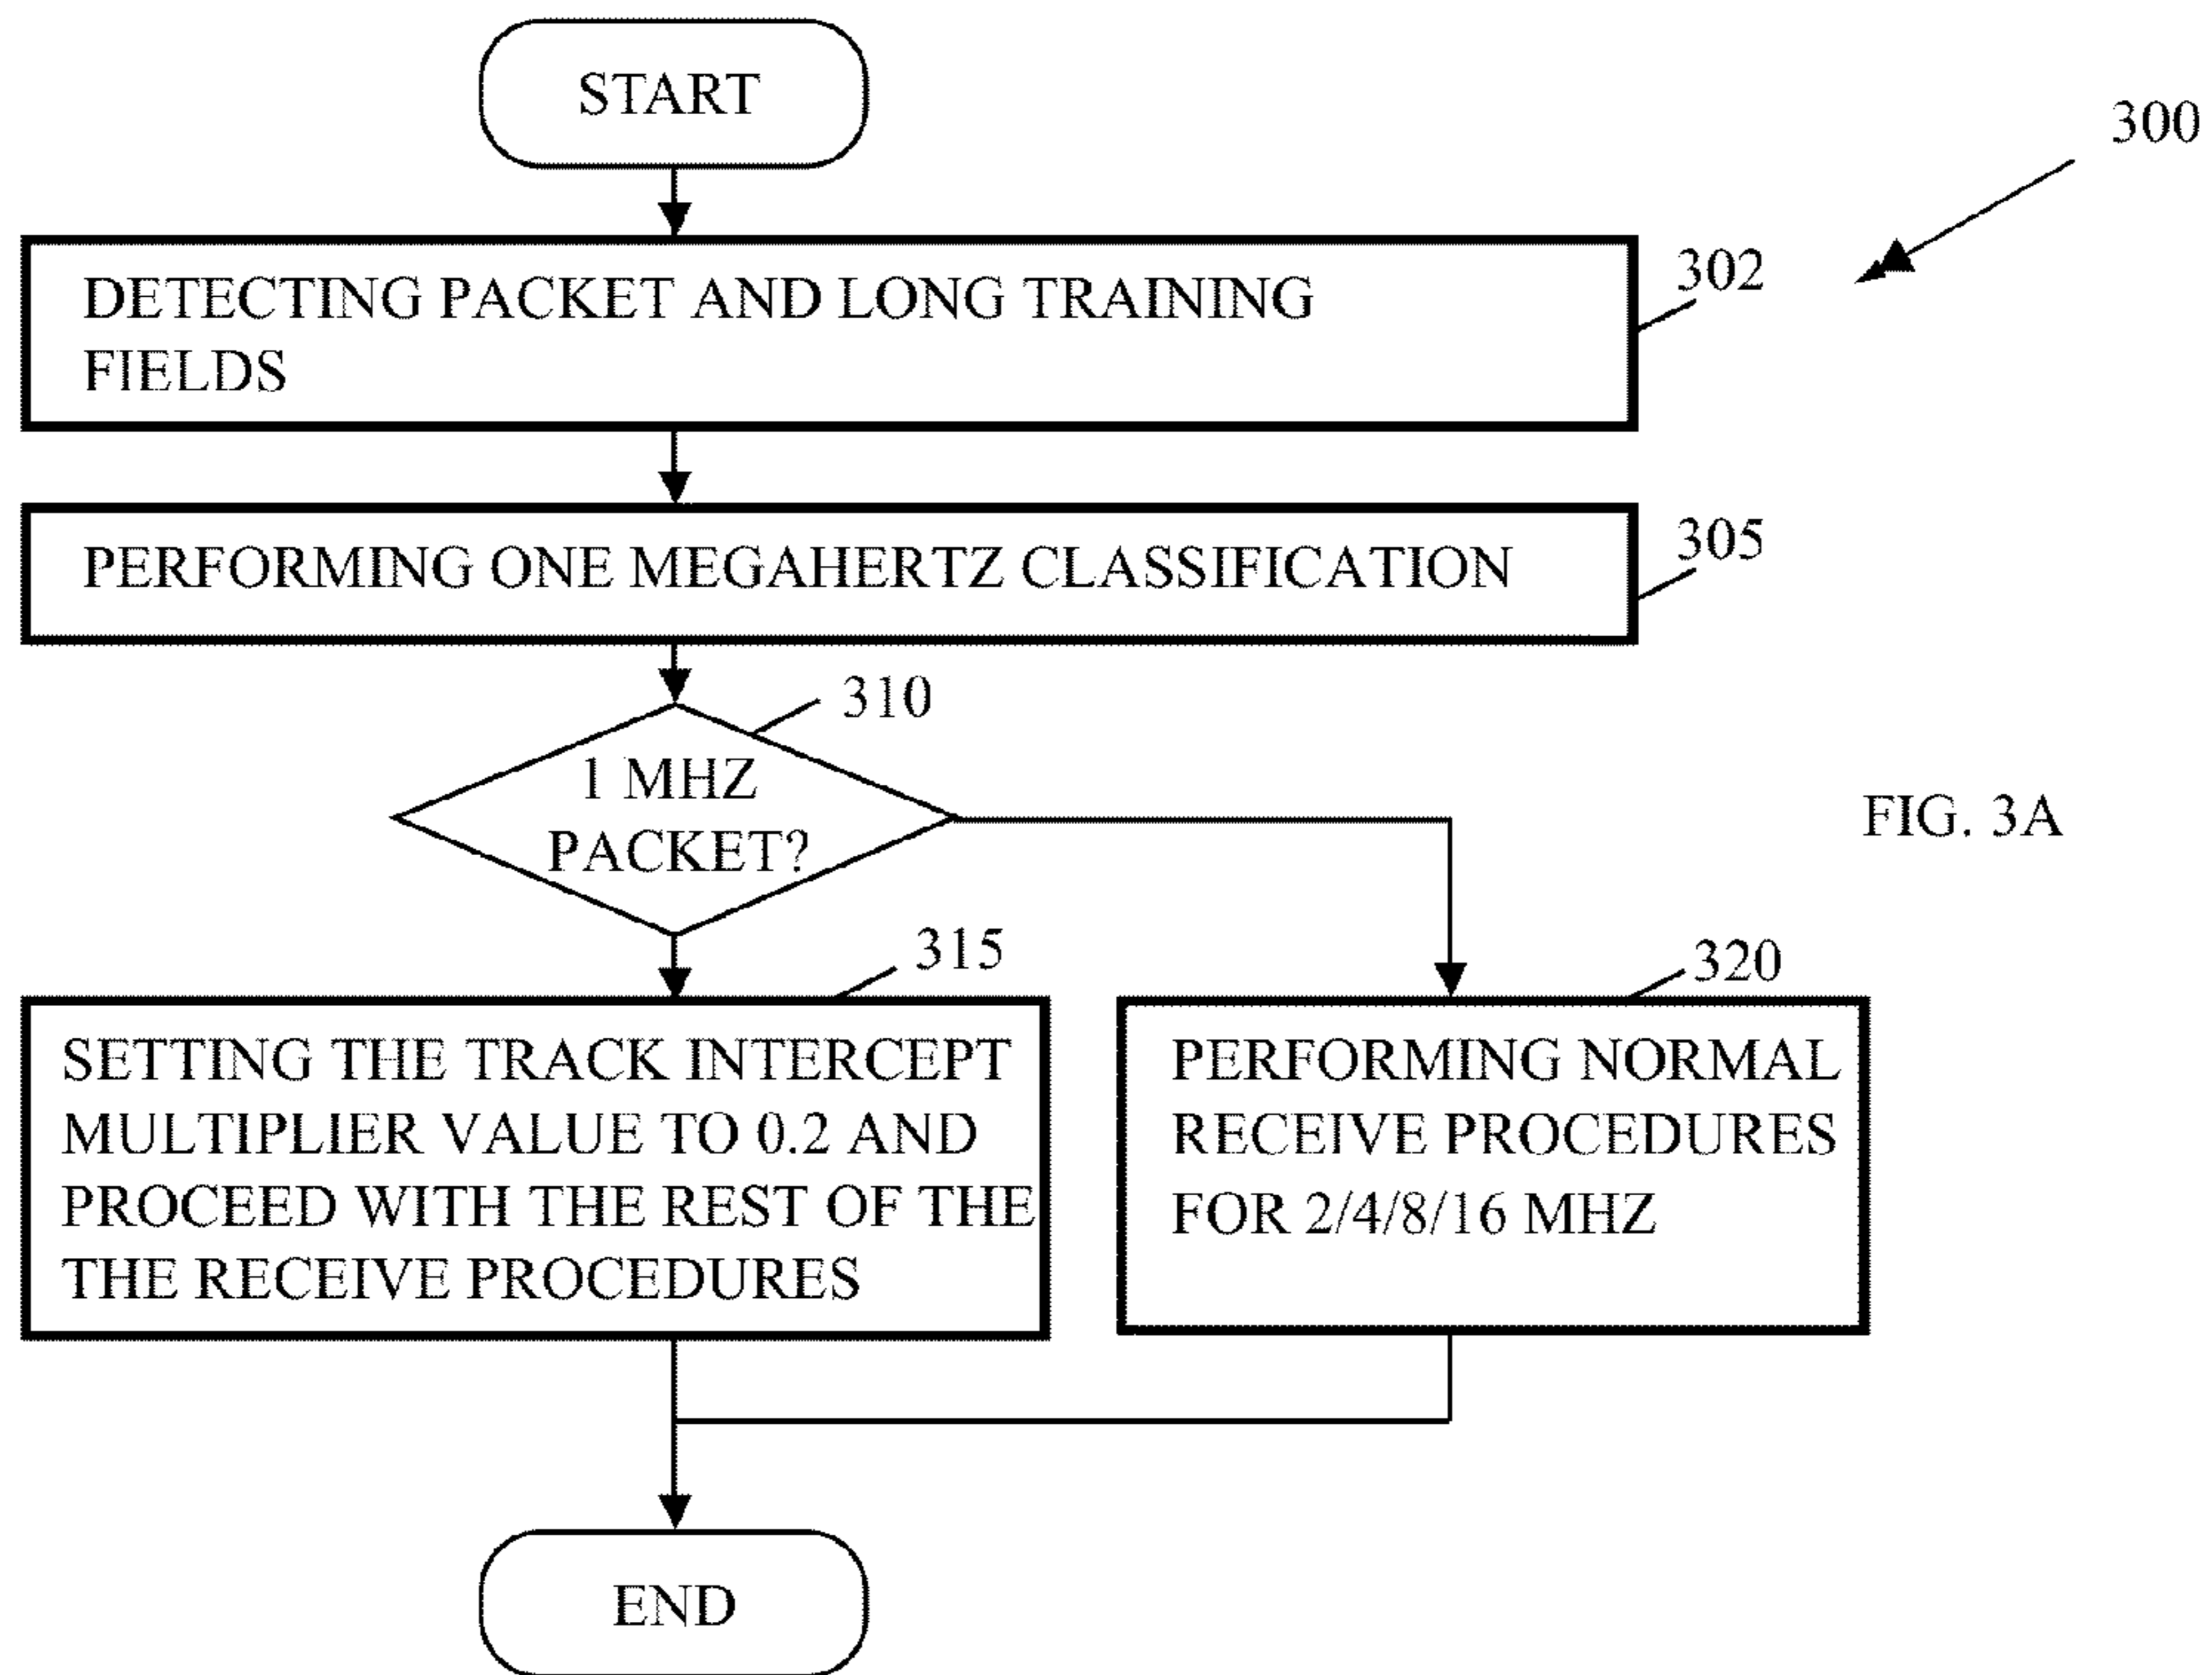 START
300
DETECTING PACKET AND LONG TRAINING
FIELDS
302
PERFORMING ONE MEGAHERTZ CLASSIFICATION
305
310
1 MHZ
PACKET?
FIG. 3A
315
320
SETTING THE TRACK INTERCEPT
MULTIPLIER VALUE TO 0.2 AND
PROCEED WITH THE REST OF THE
THE RECEIVE PROCEDURES
PERFORMING NORMAL
RECEIVE PROCEDURES
FOR 2/4/8/16 MHZ
END